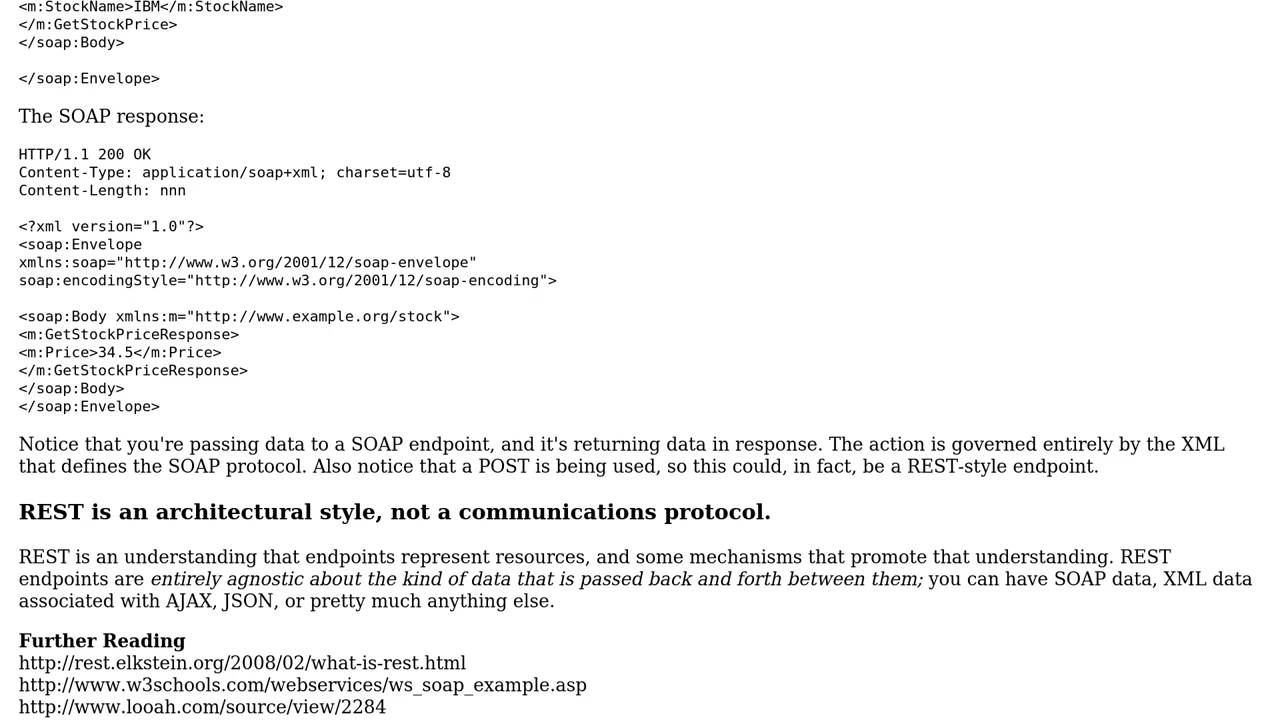 <m:StockName>IBM</m:StockName>
</m:GetStockPrice>
</soap:Body>
</soap:Envelope>
The SOAP response:
HTTP/1.1 200 OK
Content-Type: application/soap+xml; charset=utf-8
Content-Length: nnn
<?xml version="1.0"?>
<soap:Envelope
xmlns:soap="http://www.w3.org/2001/12/soap-envelope"
soap:encodingStyle="http://www.w3.org/2001/12/soap-encoding">
<soap:Body xmlns:m="http://www.example.org/stock">
<m:GetStockPriceResponse>
<m:Price>34.5</m:Price>
</m:GetStockPriceResponse>
</soap:Body>
</soap:Envelope>
Notice that you're passing data to a SOAP endpoint, and it's returning data in response. The action is governed entirely by the XML
that defines the SOAP protocol. Also notice that a POST is being used, so this could, in fact, be a REST-style endpoint.
REST is an architectural style, not a communications protocol.
REST is an understanding that endpoints represent resources, and some mechanisms that promote that understanding. REST
endpoints are entirely agnostic about the kind of data that is passed back and forth between them; you can have SOAP data, XML data
associated with AJAX, JSON, or pretty much anything else.
Further Reading
http://rest.elkstein.org/2008/02/what-is-rest.html
http://www.w3schools.com/webservices/ws_soap_example.asp
http://www.looah.com/source/view/2284